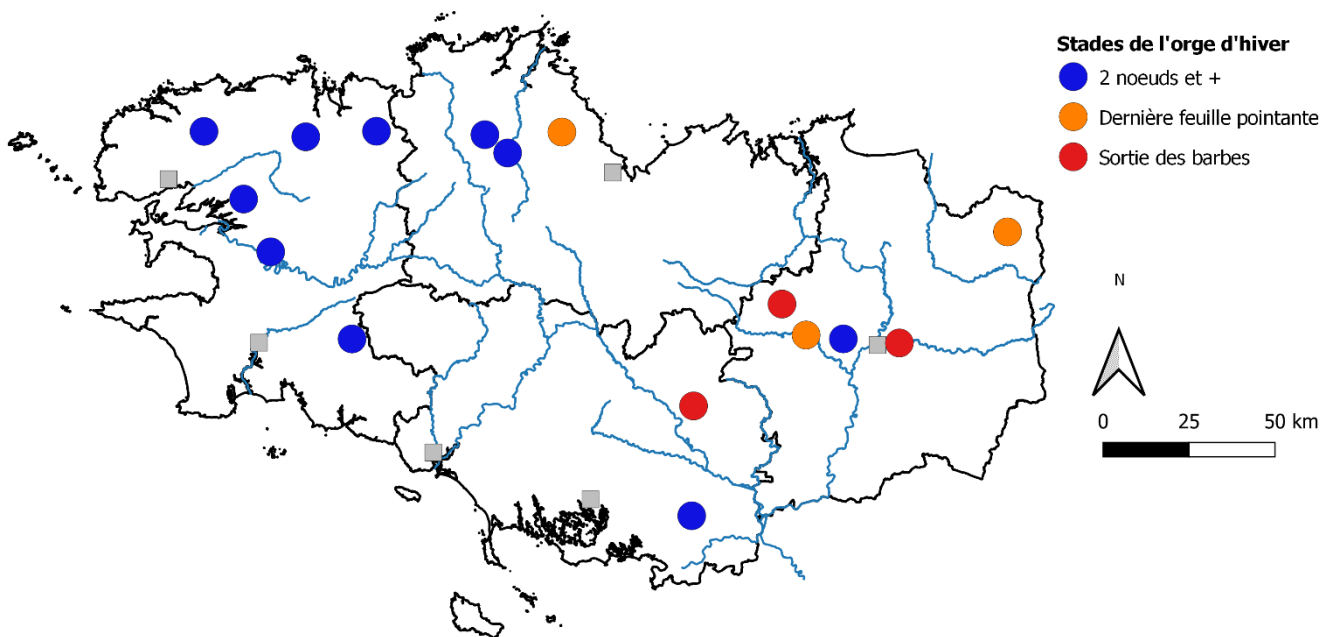 Stades de l'orge d'hiver
2 noeuds et +
Dernière feuille pointante
Sortie des barbes
N
0 25 50 km